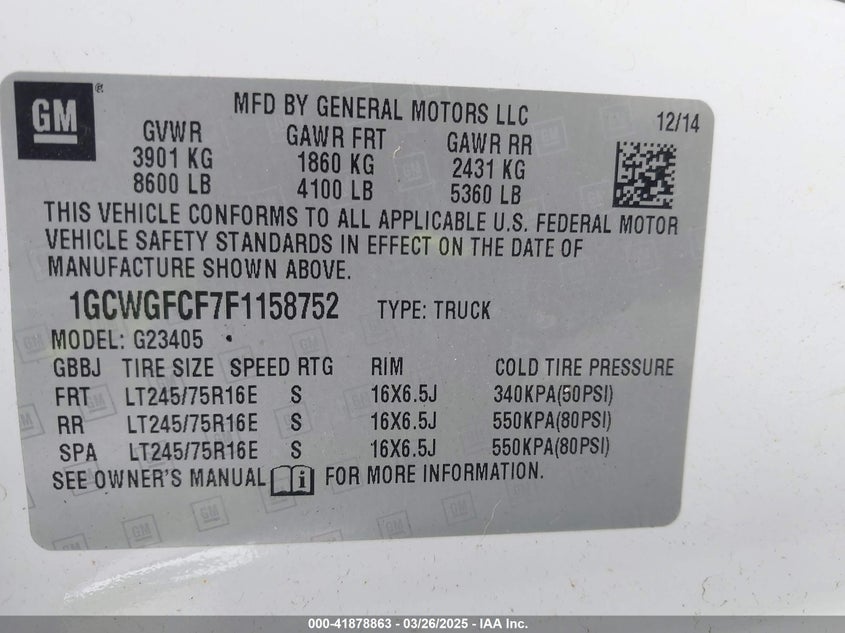 GM ®
MFD BY GENERAL MOTORS LLC
12/14
GVWR GAWR FRT GAWR RR
3901 KG 1860 KG 2431 KG
8600 LB 4100 LB 5360 LB
THIS VEHICLE CONFORMS TO ALL APPLICABLE U.S. FEDERAL MOTOR
VEHICLE SAFETY STANDARDS IN EFFECT ON THE DATE OF
MANUFACTURE SHOWN ABOVE.
1GCWGFCF7F1158752 TYPE: TRUCK
MODEL: G23405
GBBJ TIRE SIZE SPEED RTG RIM COLD TIRE PRESSURE
FRT LT245/75R16E S 16X6.5J 340KPA(50PSI)
RR LT245/75R16E S 16X6.5J 550KPA(80PSI)
SPA LT245/75R16E S 16X6.5J 550KPA(80PSI)
SEE OWNER'S MANUAL i FOR MORE INFORMATION.
000-41878863 - 03/26/2025 - IAA Inc.